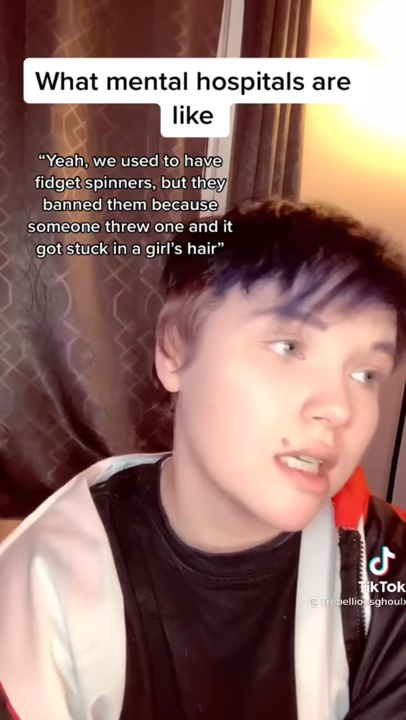 What mental hospitals are
like
“Yeah, we used to have
fidget spinners, but they
banned them because
someone threw one and it
got stuck in a girl’s hair”
TikTok